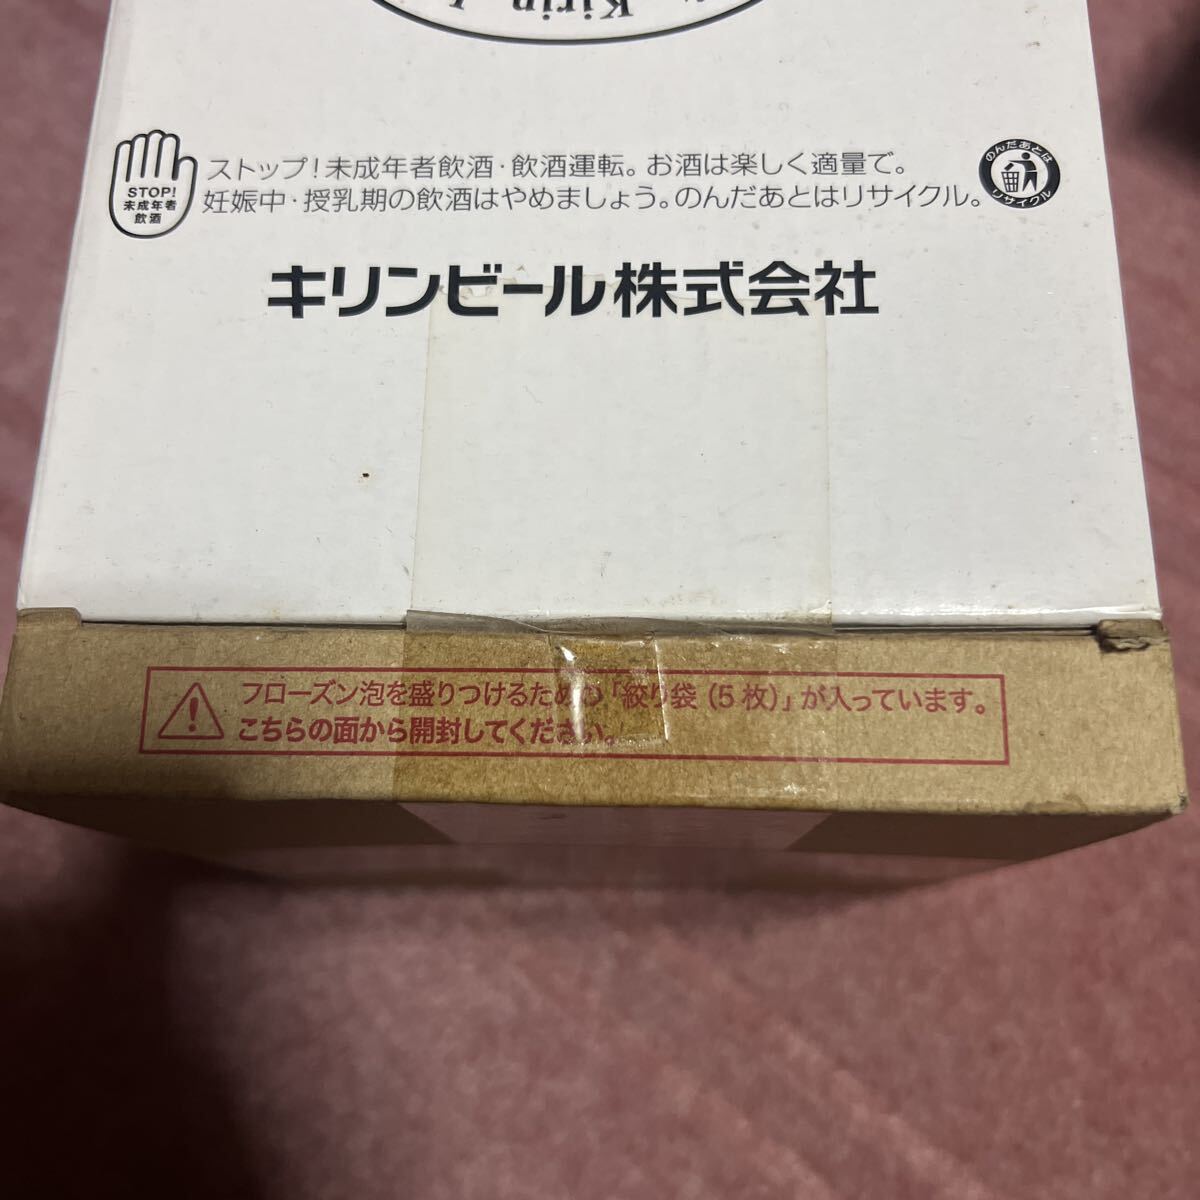 Kirin
STOP!
未成年者
飲酒
ストップ!未成年者飲酒・飲酒運転。お酒は楽しく適量で。
妊娠中・授乳期の飲酒はやめましょう。のんだあとはリサイクル。
のんだあとは
リサイクル
キリンビール株式会社
フローズン泡を盛りつけるための「絞り袋(5枚)」が入っています。
こちらの面から開封してください。